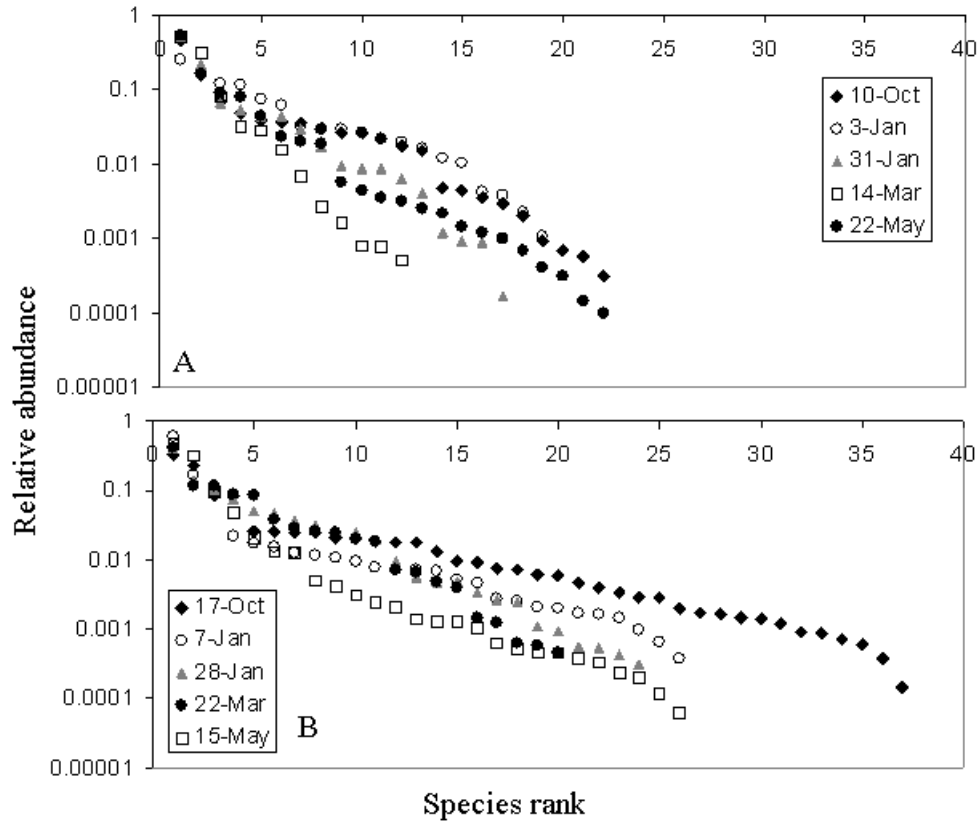 1
0 5 10 15 20 25 30 35 40
0.1
0.01
0.001
0.0001
0.00001
10-Oct
3-Jan
31-Jan
14-Mar
22-May
A
Relative abundance
1
0 5 10 15 20 25 30 35 40
0.1
0.01
0.001
0.0001
0.00001
17-Oct
7-Jan
28-Jan
22-Mar
15-May
B
Species rank